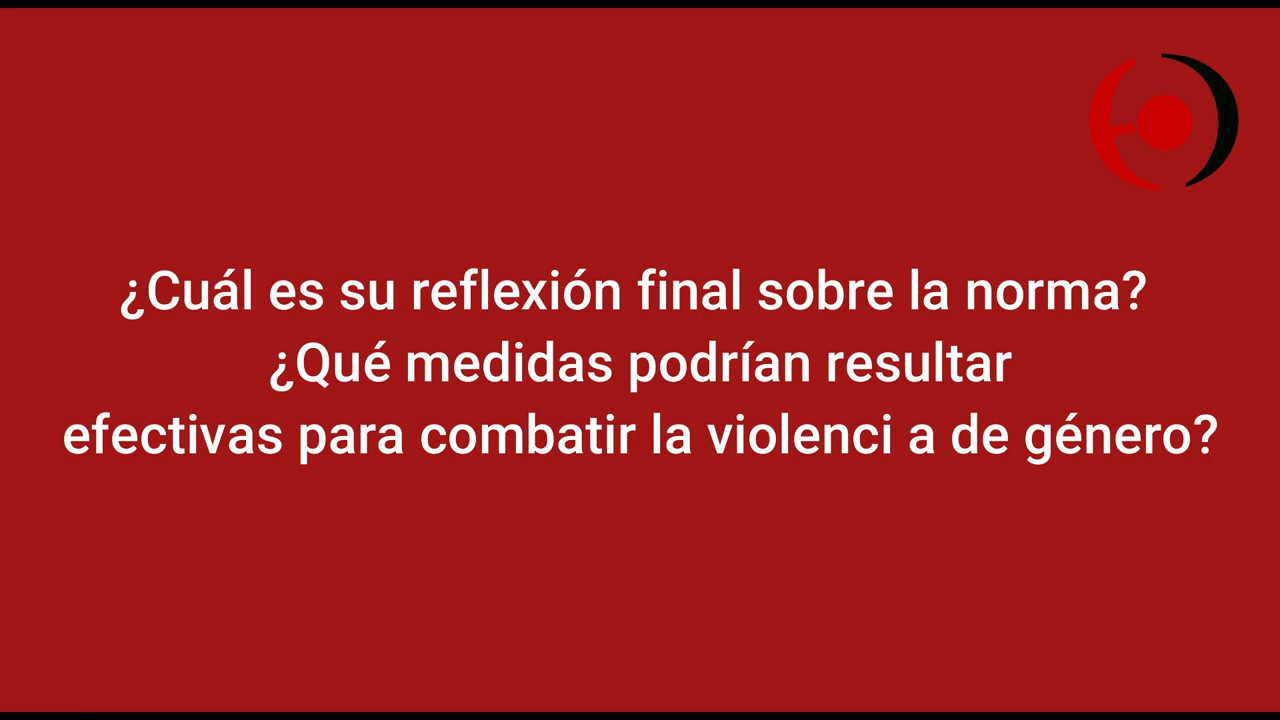 ¿Cuál es su reflexión final sobre la norma?
¿Qué medidas podrían resultar
efectivas para combatir la violenci a de género?